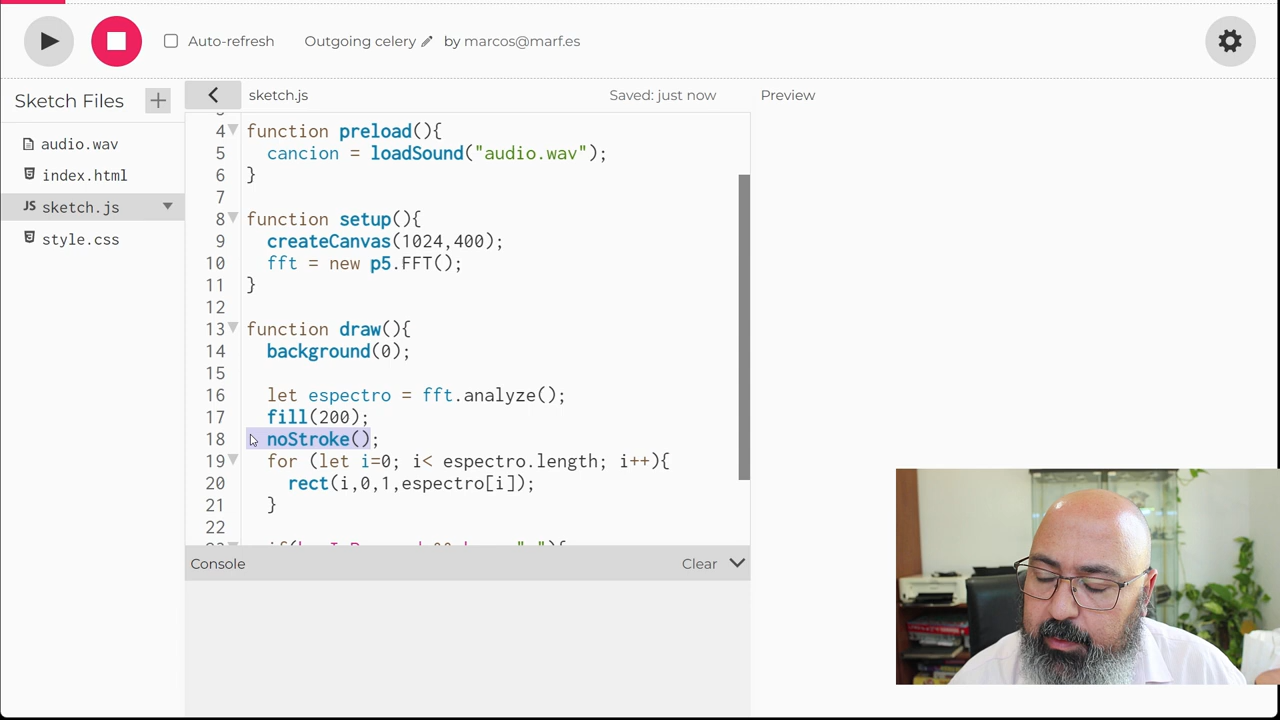 Auto-refresh
Outgoing celery
by marcos@marf.es
Sketch Files
sketch.js
Saved: just now
Preview
audio.wav
index.html
JS sketch.js
style.css
4 function preload(){
5 cancion = loadSound("audio.wav");
6 }
7
8 function setup(){
9 createCanvas(1024,400);
10 fft = new p5.FFT();
11 }
12
13 function draw(){
14 background(0);
15
16 let espectro = fft.analyze();
17 fill(200);
18 noStroke();
19 for (let i=0; i< espectro.length; i++){
20 rect(i,0,1,espectro[i]);
21 }
22
Console
Clear